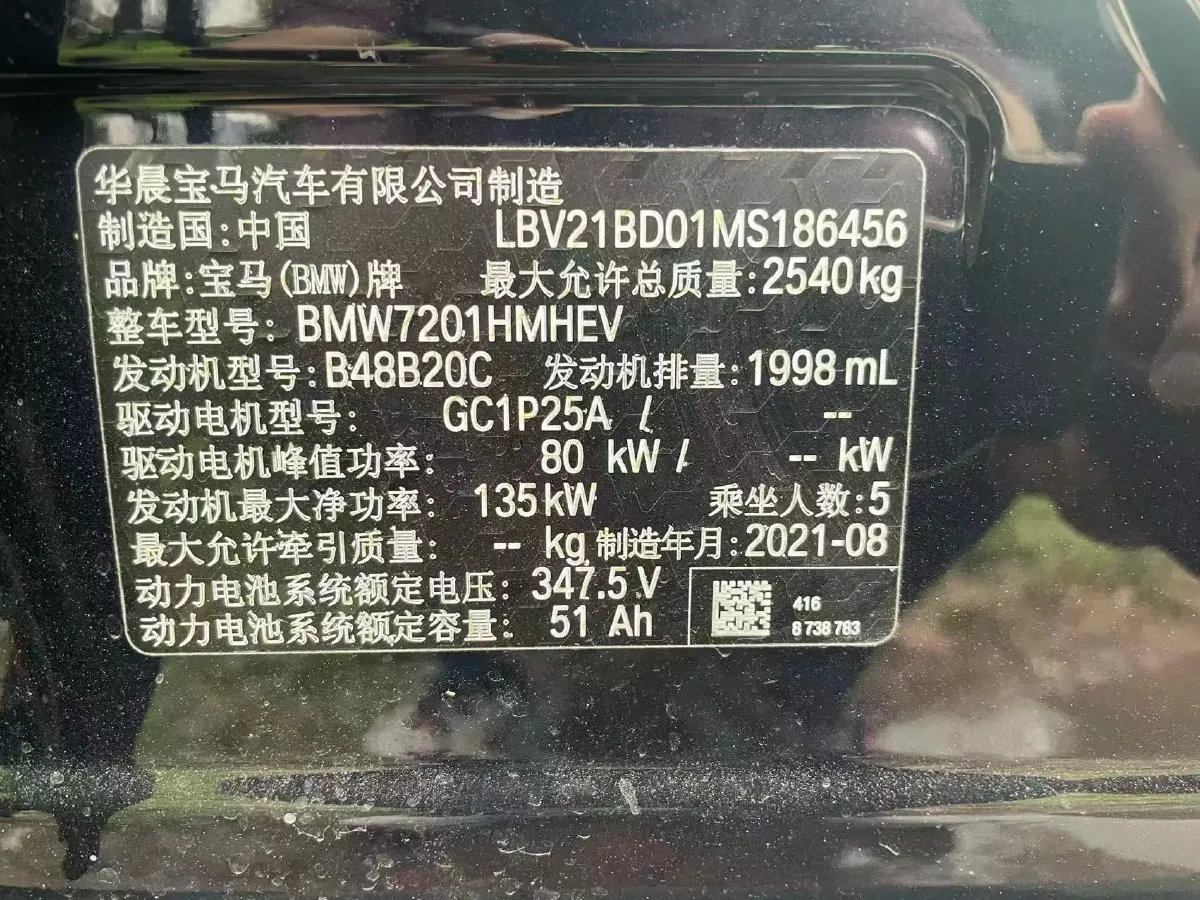 华晨宝马汽车有限公司制造
制造国:中国 LBV21BD01MS186456
品牌:宝马(BMW)牌 最大允许总质量:2540kg
整车型号: BMW7201HMHEV
发动机型号:B48B20C 发动机排量:1998 mL
驱动电机型号: GC1P25A / --
驱动电机峰值功率: 80 kW / -- kW
发动机最大净功率: 135kW 乘坐人数:5
最大允许牵引质量: -- kg 制造年月:2021-08
动力电池系统额定电压: 347.5 V
动力电池系统额定容量: 51 Ah
416
8 738 783